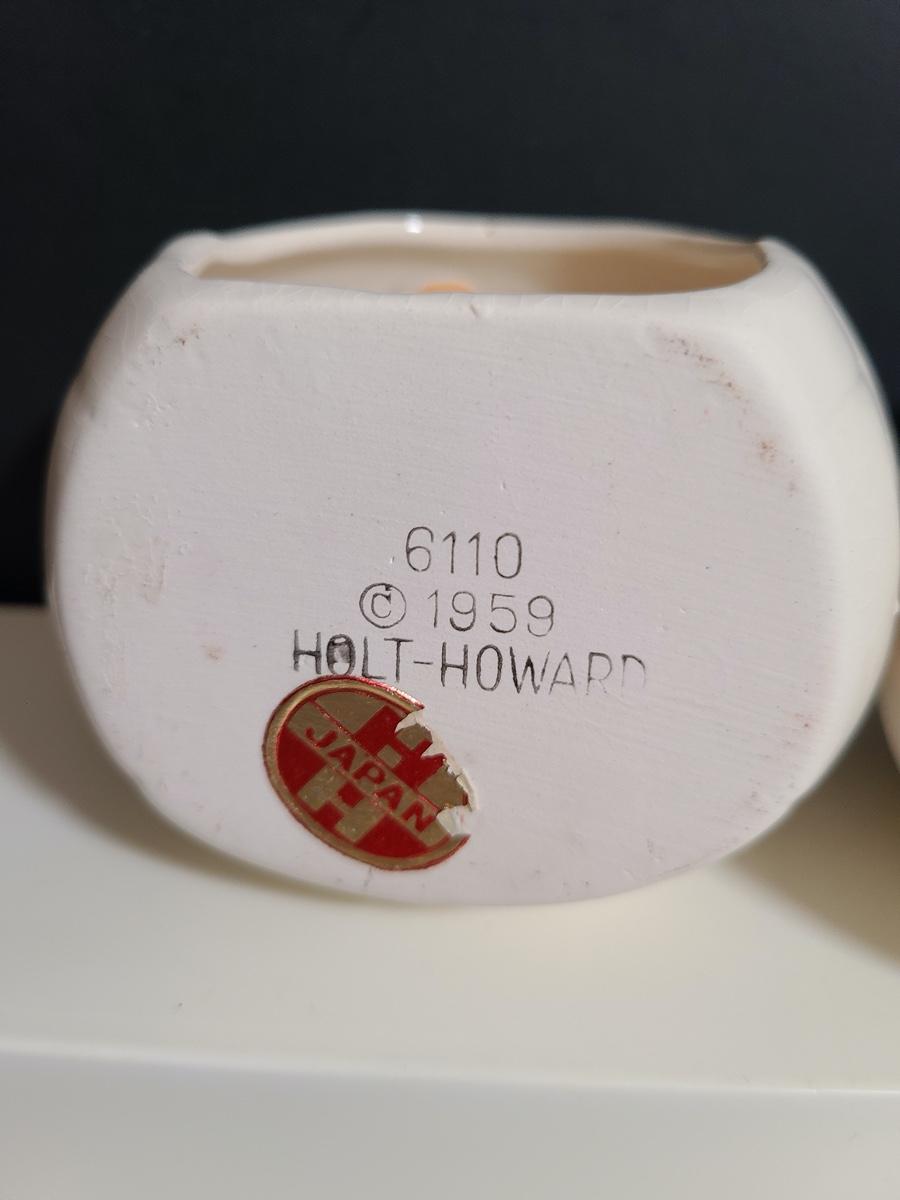 6110
© 1959
HOLT-HOWARD
H
JAPAN
H